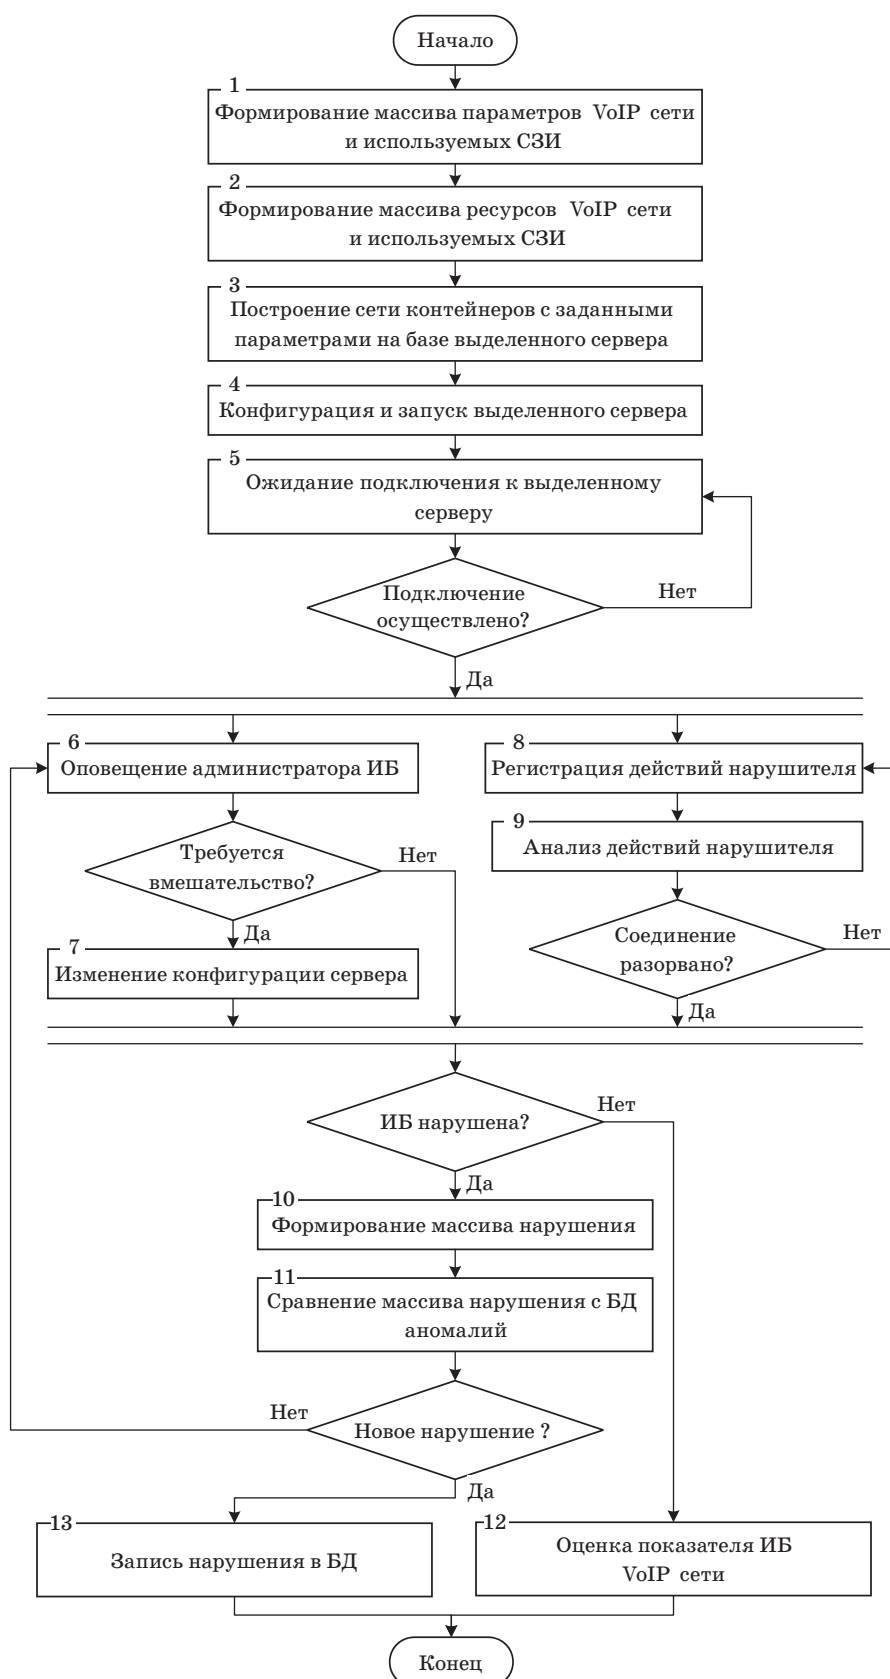 Начало
1
Формирование массива параметров VoIP сети
и используемых СЗИ
2
Формирование массива ресурсов VoIP сети
и используемых СЗИ
3
Построение сети контейнеров с заданными
параметрами на базе выделенного сервера
4
Конфигурация и запуск выделенного сервера
5
Ожидание подключения к выделенному
серверу
Подключение
осуществлено?
Нет
Да
6
Оповещение администратора ИБ
8
Регистрация действий нарушителя
9
Анализ действий нарушителя
Требуется
вмешательство?
Нет
Да
7
Изменение конфигурации сервера
Соединение
разорвано?
Нет
Да
ИБ нарушена?
Нет
Да
10
Формирование массива нарушения
11
Сравнение массива нарушения с БД
аномалий
Новое нарушение ?
Нет
Да
13
Запись нарушения в БД
12
Оценка показателя ИБ
VoIP сети
Конец